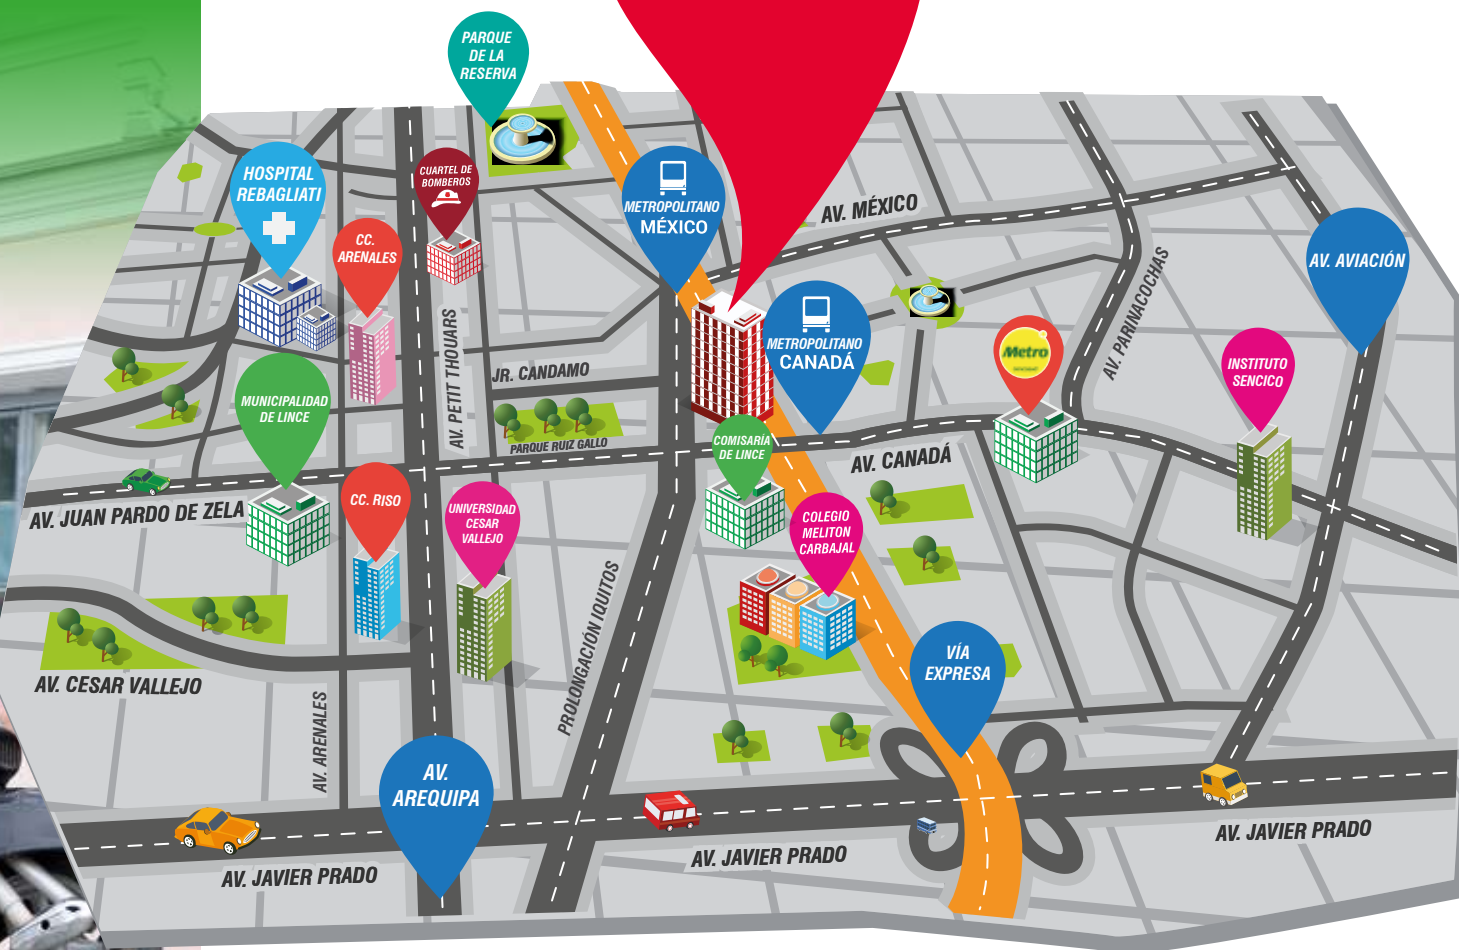 PARQUE
DE LA
RESERVA
HOSPITAL
REBAGLIATI
CUARTEL DE
BOMBEROS
METROPOLITANO
MÉXICO
AV. MÉXICO
CC.
ARENALES
AV. AVIACIÓN
AV. PARINACOCHAS
AV. PETIT THOUARS
METROPOLITANO
CANADÁ
Metro
INSTITUTO
SENCICO
JR. CANDAMO
MUNICIPALIDAD
DE LINCE
PARQUE RUIZ GALLO
COMISARÍA
DE LINCE
AV. CANADÁ
AV. JUAN PARDO DE ZELA
CC. RISO
UNIVERSIDAD
CESAR
VALLEJO
COLEGIO
MELITON
CARBAJAL
PROLONGACIÓN IQUITOS
VÍA
EXPRESA
AV. CESAR VALLEJO
AV. ARENALES
AV.
AREQUIPA
AV. JAVIER PRADO
AV. JAVIER PRADO
AV. JAVIER PRADO